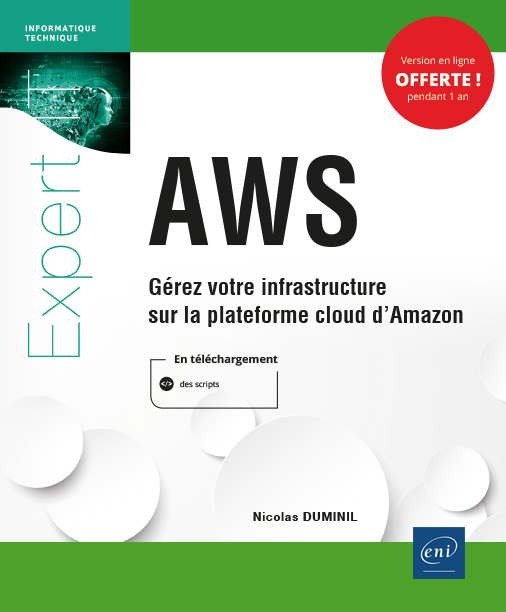 INFORMATIQUE
TECHNIQUE
Version en ligne
OFFERTE !
pendant 1 an
Expert IT
AWS
Gérez votre infrastructure
sur la plateforme cloud d'Amazon
En téléchargement
</>
des scripts
Nicolas DUMINIL
eni